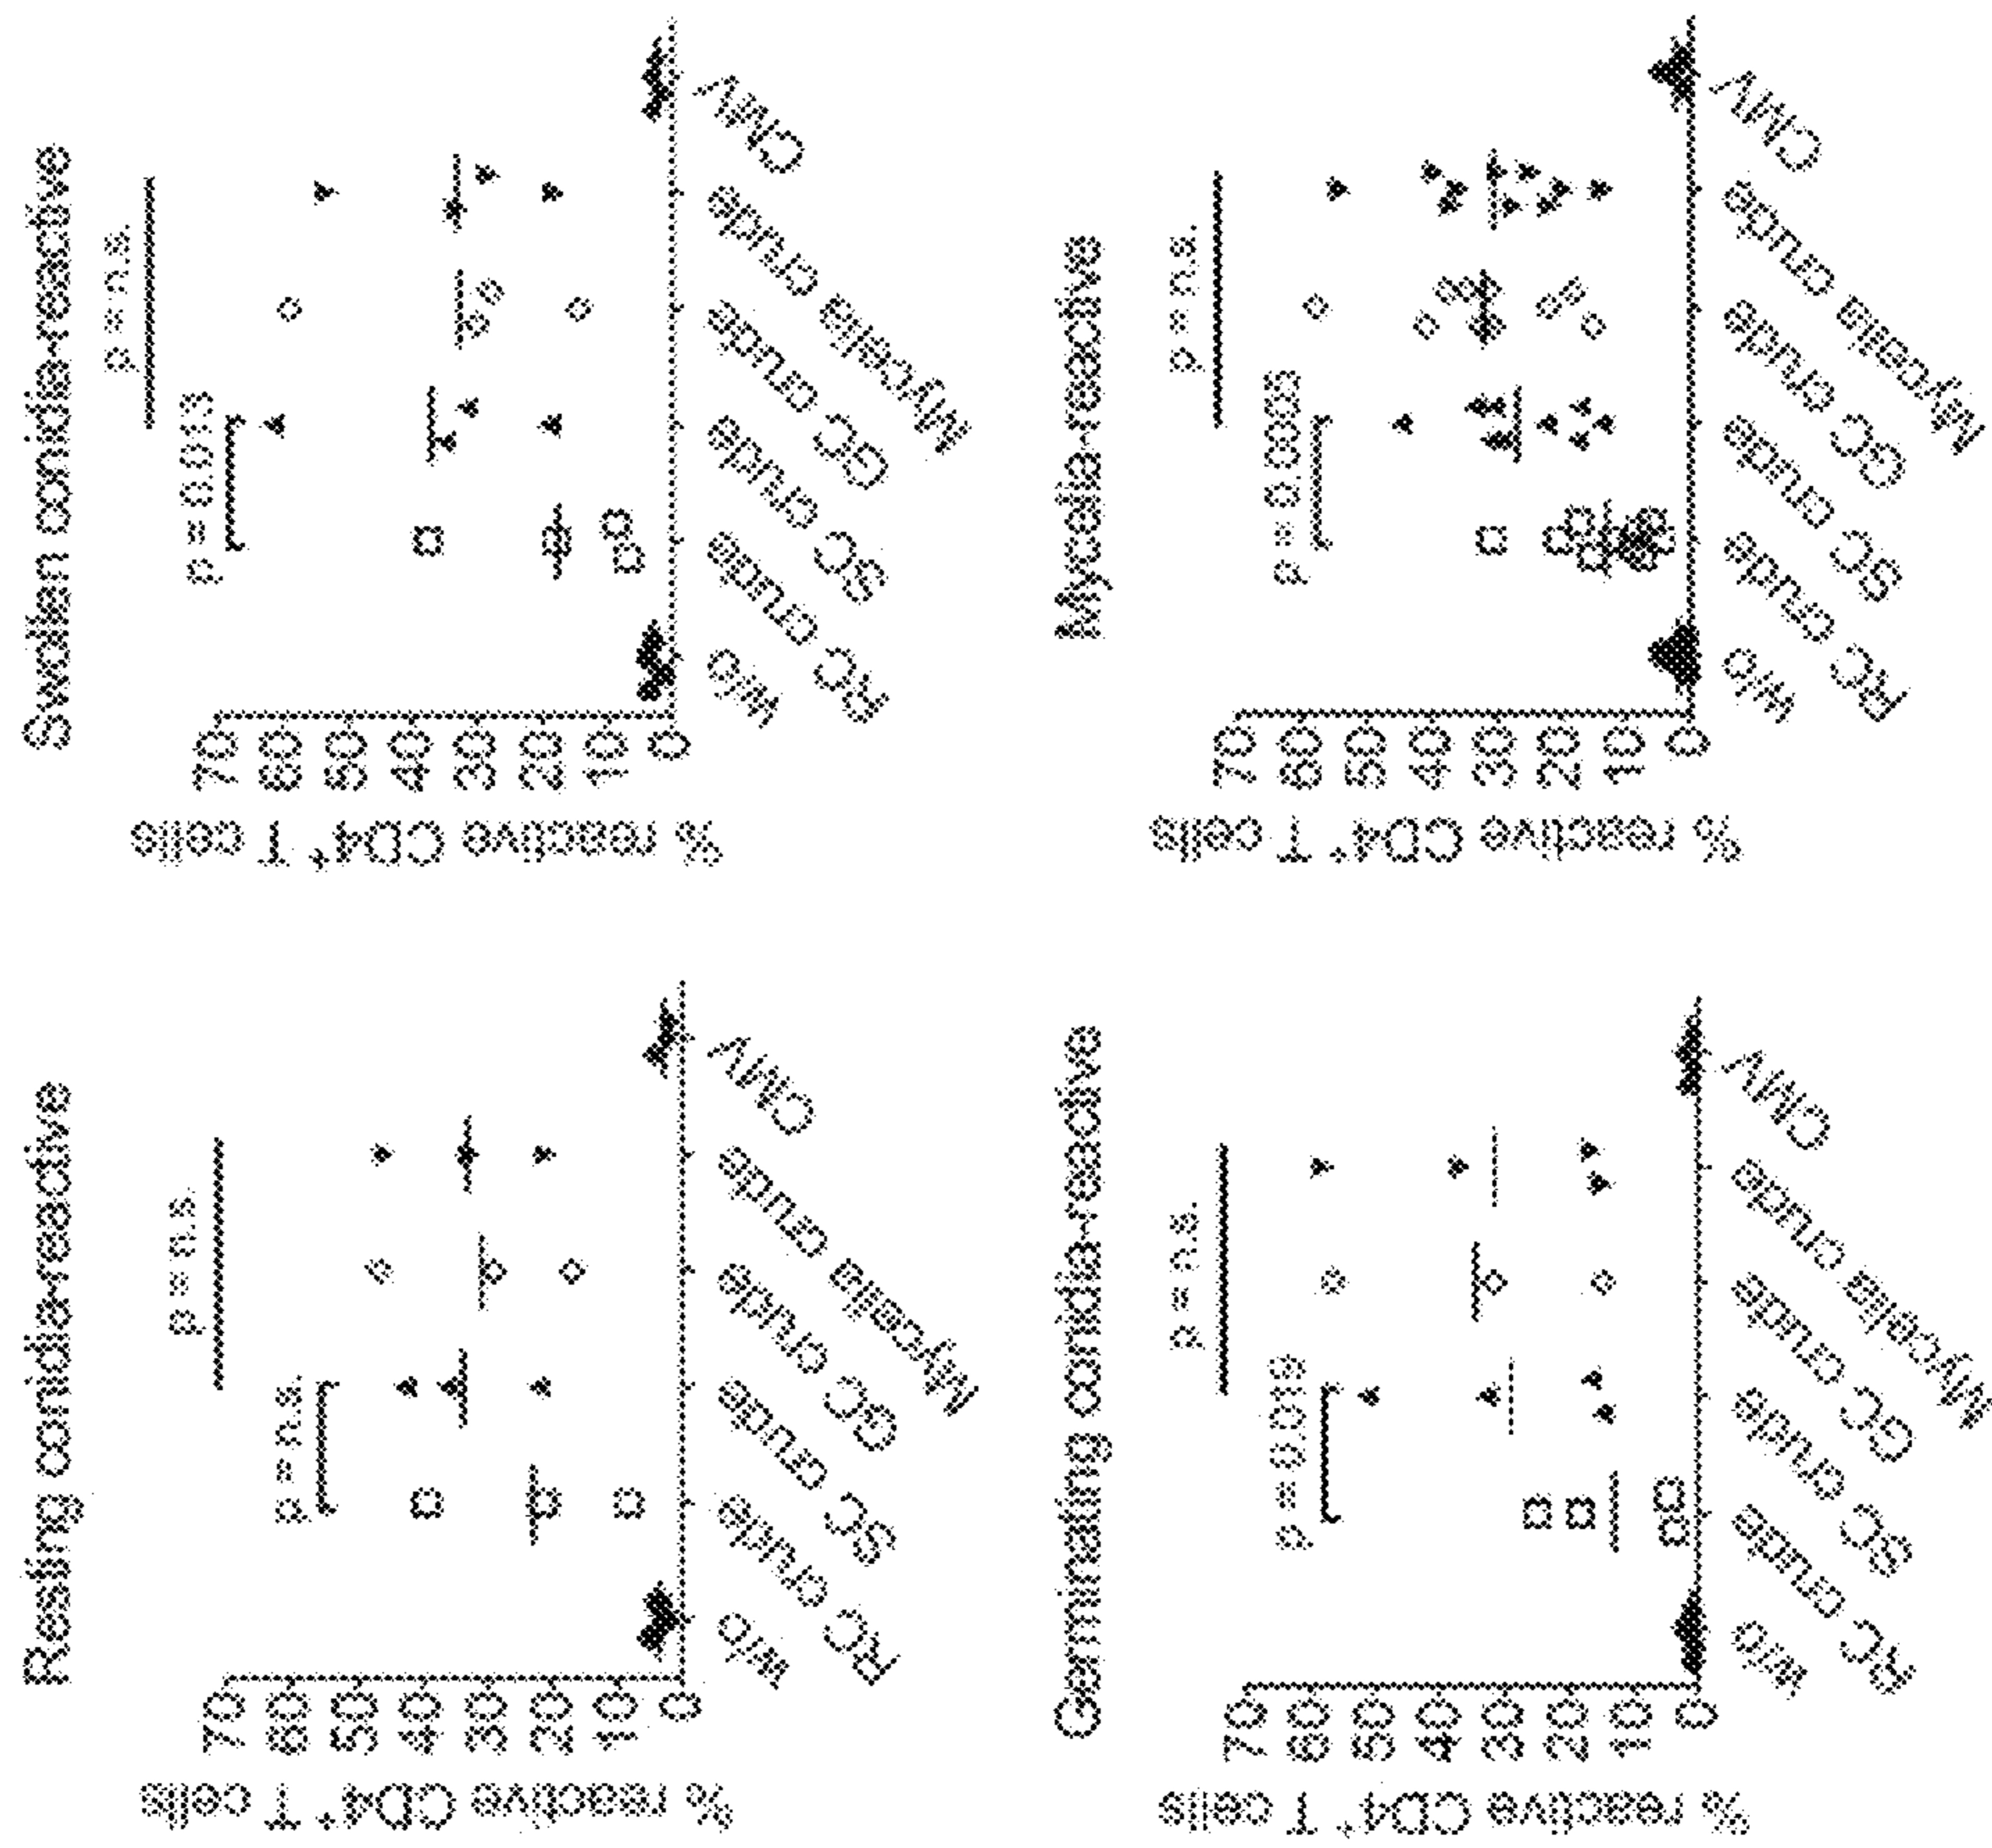 Resting conidia-reactive
p = n.s.
p = n.s.
% reactive CD4+ T cells
70
60
50
40
30
20
10
0
w/o
RC crude
SC crude
GC crude
Mycelia crude
CMV
Swollen conidia-reactive
p = n.s.
p = 0.013
% reactive CD4+ T cells
70
60
50
40
30
20
10
0
w/o
RC crude
SC crude
GC crude
Mycelia crude
CMV
Germinating conidia-reactive
p = n.s.
p = 0.019
% reactive CD4+ T cells
70
60
50
40
30
20
10
0
w/o
RC crude
SC crude
GC crude
Mycelia crude
CMV
Mycelia-reactive
p = n.s.
p = 0.0003
% reactive CD4+ T cells
70
60
50
40
30
20
10
0
w/o
RC crude
SC crude
GC crude
Mycelia crude
CMV